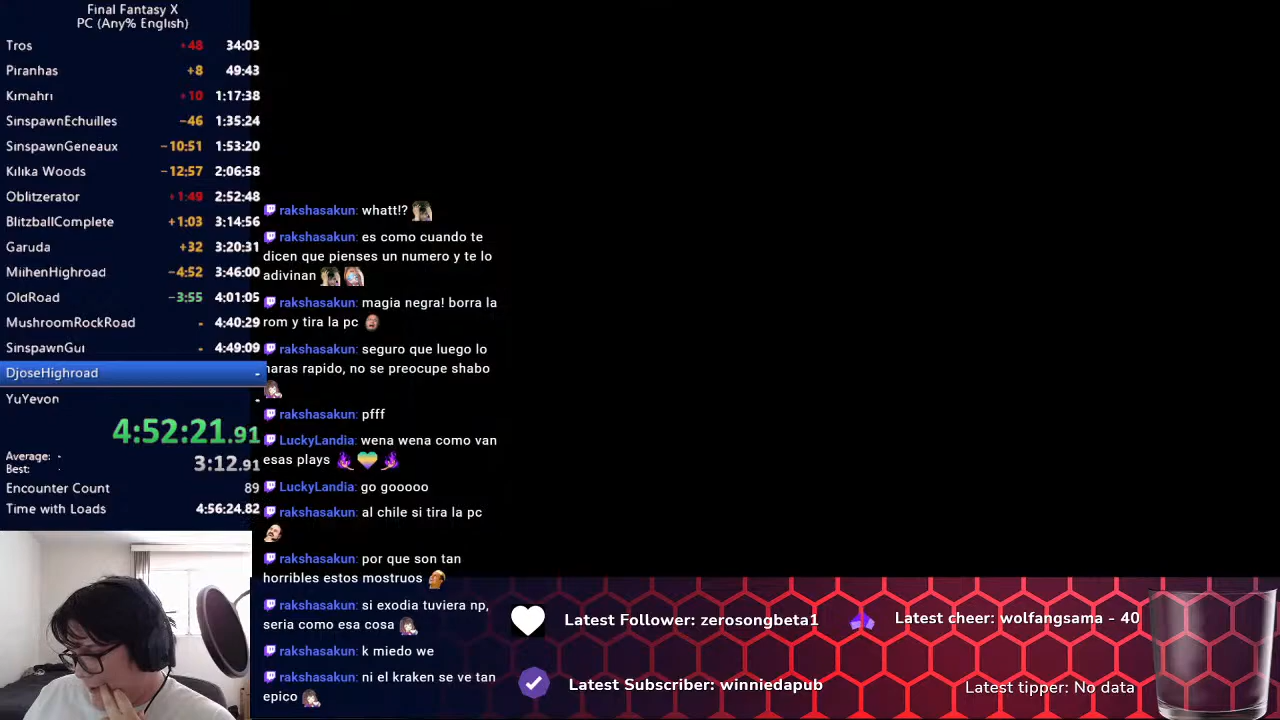 Final Fantasy X
PC (Any% English)
Tros +48 34:03
Piranhas +8 49:43
Kimahri +10 1:17:38
SinspawnEchuilles −46 1:35:24
SinspawnGeneaux −10:51 1:53:20
Kilika Woods −12:57 2:06:58
Oblitzerator +1:49 2:52:48
BlitzballComplete +1:03 3:14:56
Garuda +32 3:20:31
MiihenHighroad −4:52 3:46:00
OldRoad −3:55 4:01:05
MushroomRockRoad - 4:40:29
SinspawnGui - 4:49:09
DjoseHighroad -
YuYevon -
4:52:21.91
Average: -
Best: -
3:12.91
Encounter Count 89
Time with Loads 4:56:24.82
rakshasakun: whatt!?
rakshasakun: es como cuando te
dicen que pienses un numero y te lo
adivinan
rakshasakun: magia negra! borra la
rom y tira la pc
rakshasakun: seguro que luego lo
haras rapido, no se preocupe shabo
rakshasakun: pfff
LuckyLandia: wena wena como van
esas plays
LuckyLandia: go gooooo
rakshasakun: al chile si tira la pc
rakshasakun: por que son tan
horribles estos mostruos
rakshasakun: si exodia tuviera np,
seria como esa cosa
rakshasakun: k miedo we
rakshasakun: ni el kraken se ve tan
epico
Latest Follower: zerosongbeta1
Latest cheer: wolfangsama - 40
Latest Subscriber: winniedapub
Latest tipper: No data